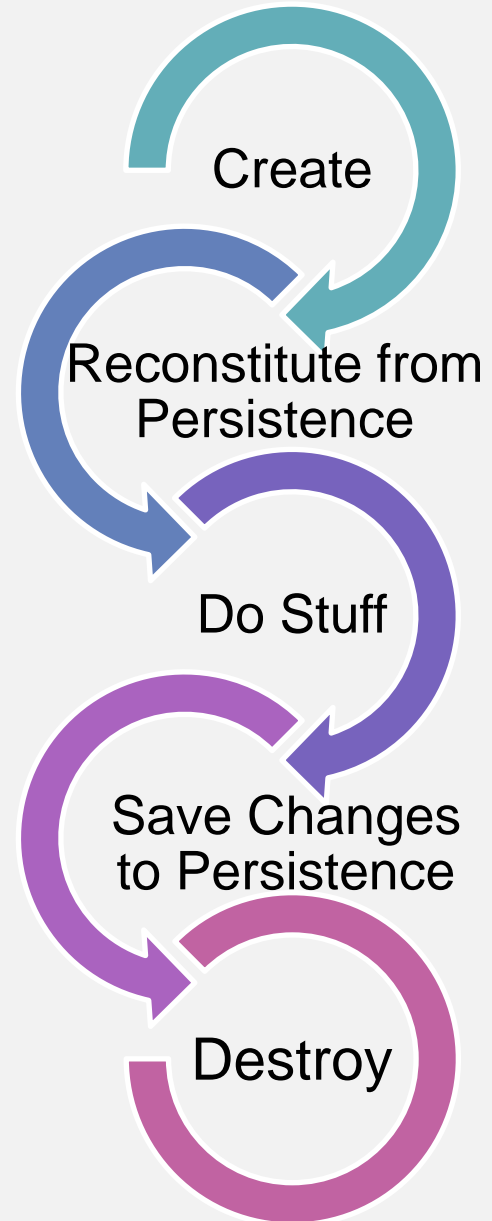 Create
Reconstitute from
Persistence
Do Stuff
Save Changes
to Persistence
Destroy